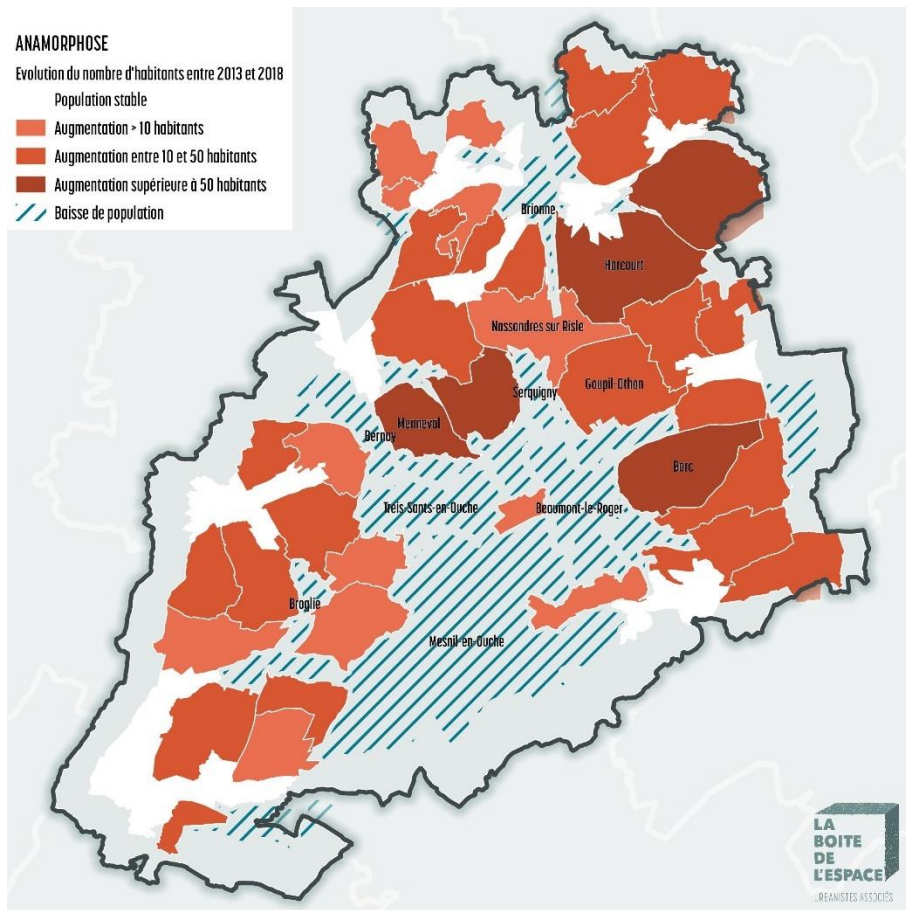 ANAMORPHOSE
Evolution du nombre d'habitants entre 2013 et 2018
Population stable
Augmentation > 10 habitants
Augmentation entre 10 et 50 habitants
Augmentation supérieure à 50 habitants
Baisse de population
Brionne
Harcourt
Nassandres sur Risle
Serquigny
Goupil-Othon
Menneval
Bernay
Barc
Treis-Sants-en-Ouche
Beaumont-le-Roger
Broglie
Mesnil-en-Ouche
LA
BOITE
DE
L'ESPACE
URBANISTES ASSOCIÉS